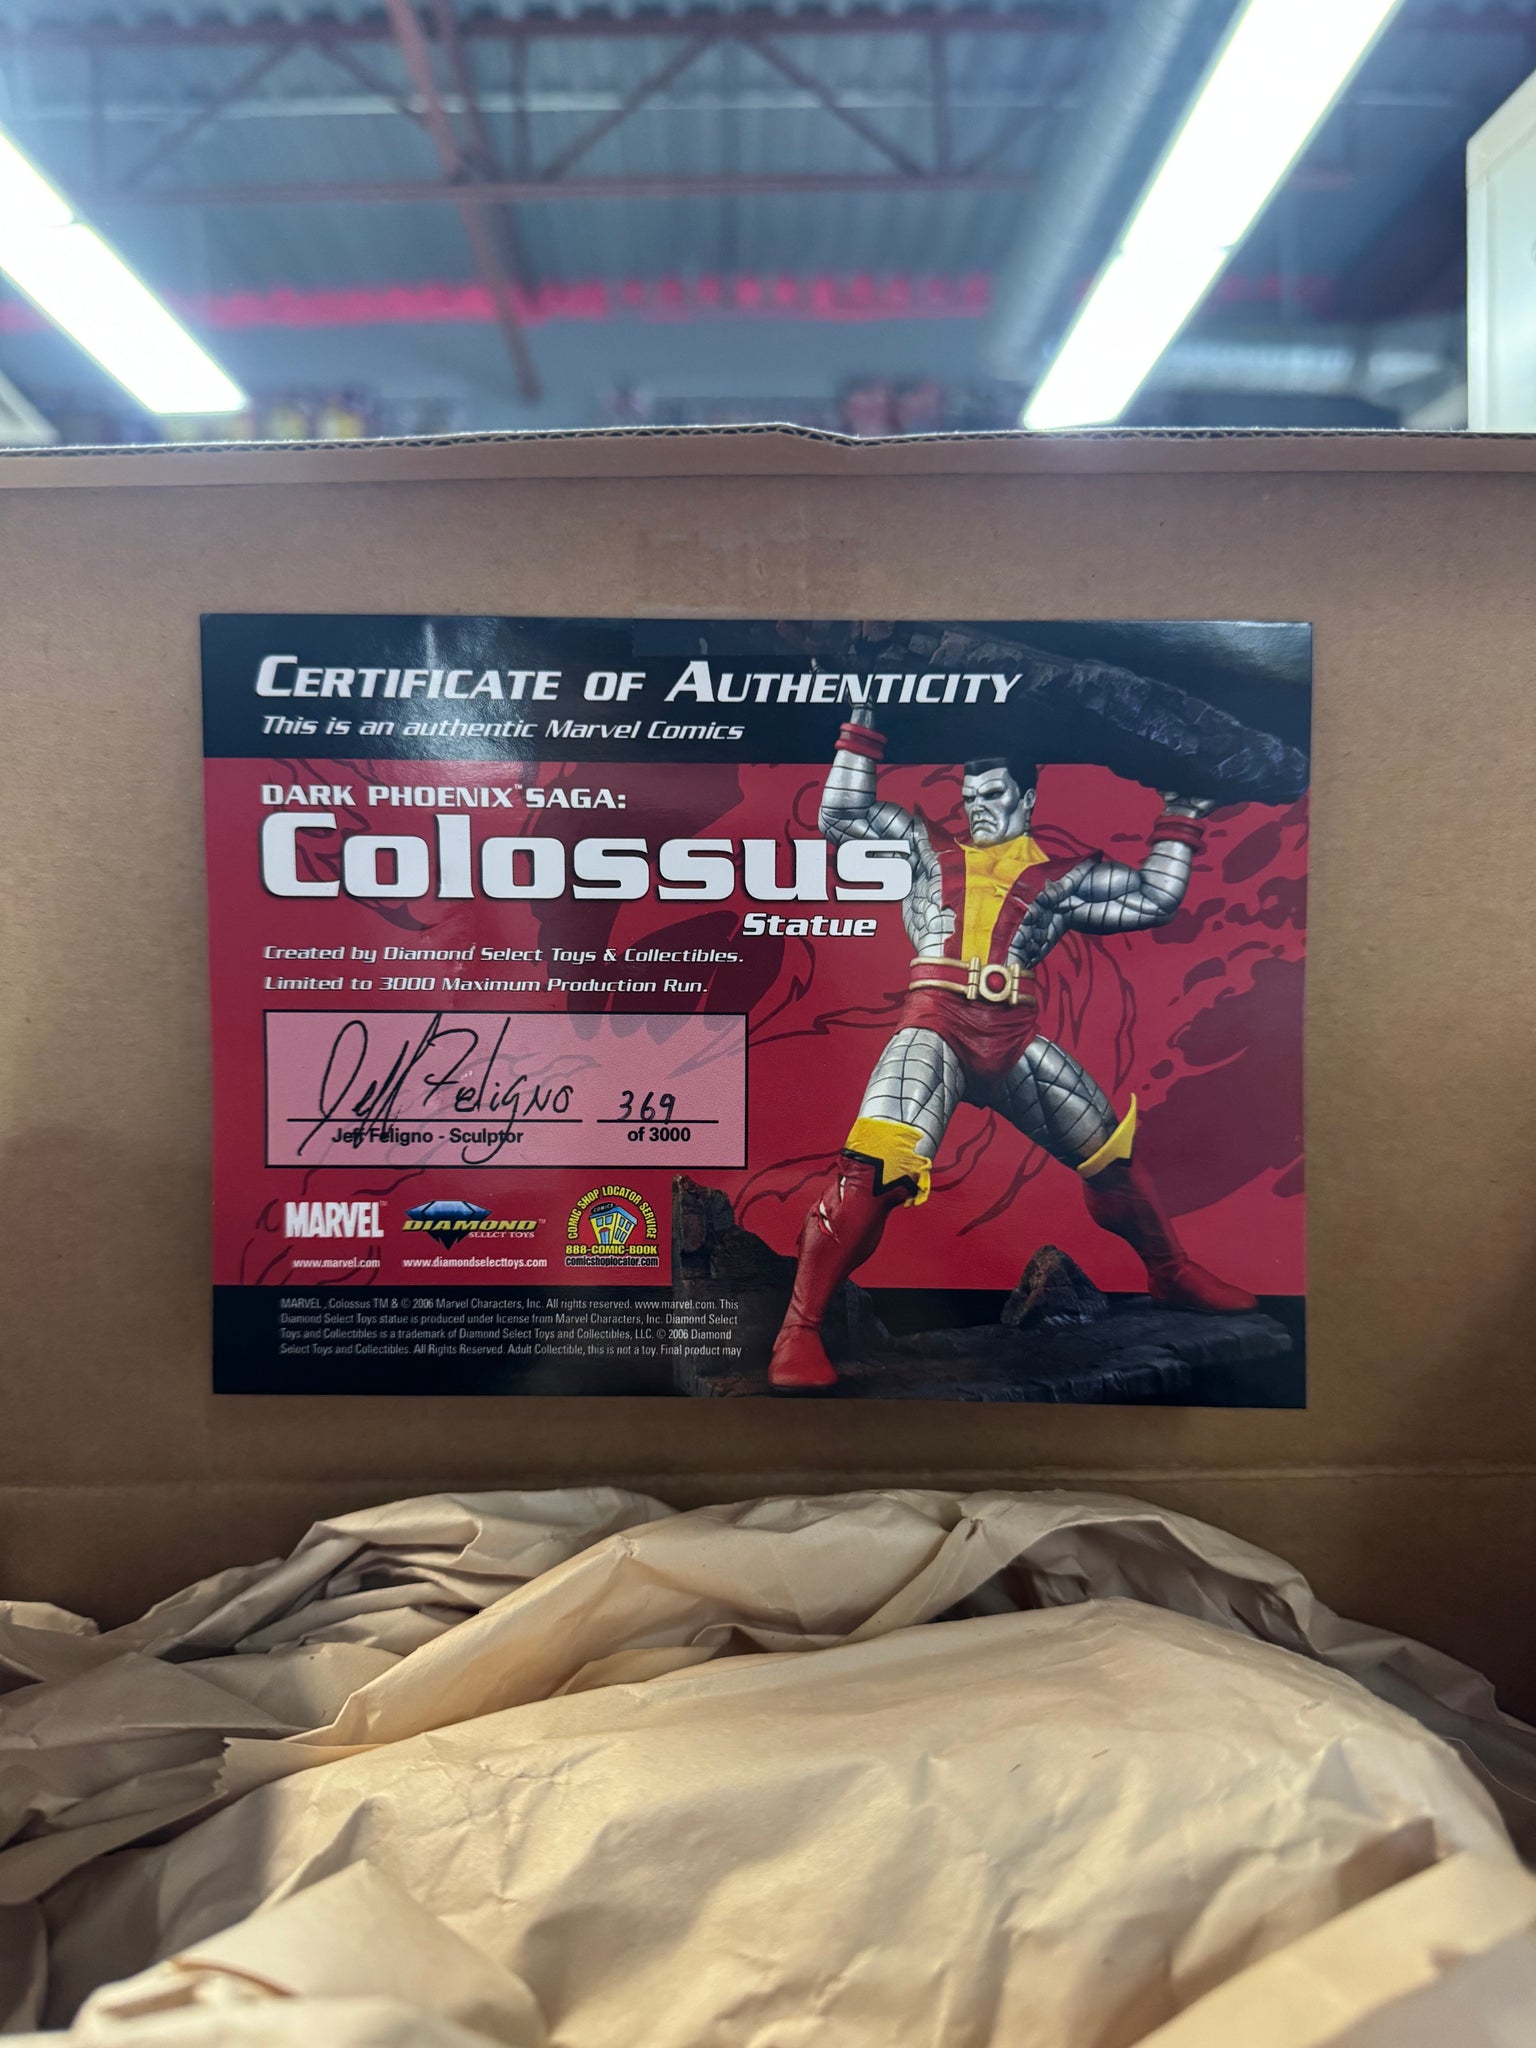 CERTIFICATE OF AUTHENTICITY
This is an authentic Marvel Comics
DARK PHOENIX™ SAGA:
Colossus
Statue
Created by Diamond Select Toys & Collectibles.
Limited to 3000 Maximum Production Run.
Jeff Feligno 369
Jeff Feligno - Sculptor of 3000
MARVEL™
www.marvel.com
DIAMOND™
SELECT TOYS
www.diamondselecttoys.com
COMIC SHOP LOCATOR SERVICE
COMICS
888-COMIC-BOOK
comicshoplocator.com
MARVEL, Colossus TM & © 2006 Marvel Characters, Inc. All rights reserved. www.marvel.com. This
Diamond Select Toys statue is produced under license from Marvel Characters, Inc. Diamond Select
Toys and Collectibles is a trademark of Diamond Select Toys and Collectibles, LLC. © 2006 Diamond
Select Toys and Collectibles. All Rights Reserved. Adult Collectible, this is not a toy. Final product may